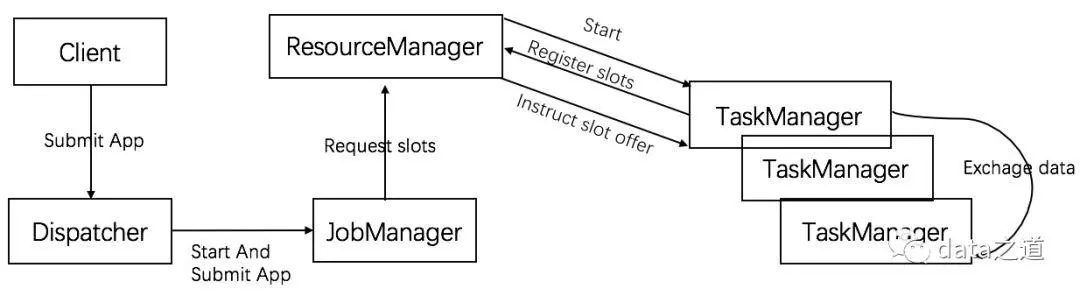 Client
ResourceManager
Start
Register slots
Instruct slot offer
TaskManager
TaskManager
TaskManager
Exchage data
Submit App
Request slots
Dispatcher
Start And
Submit App
JobManager
data之道